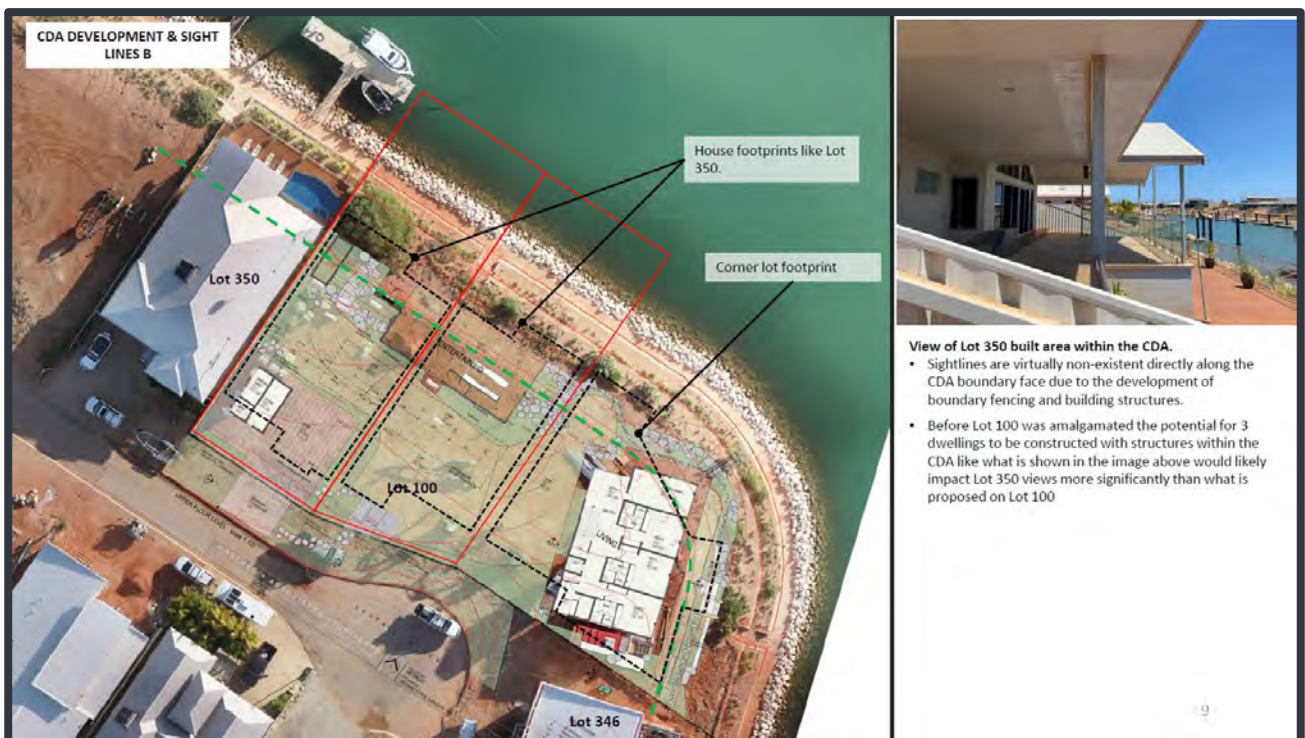 CDA DEVELOPMENT & SIGHT
LINES B
House footprints like Lot
350.
Corner lot footprint
Lot 350
ENTERTAINING
Lot 100
LIVING
UPPER FLOOR LEVEL
Lot 346
View of Lot 350 built area within the CDA.
• Sightlines are virtually non-existent directly along the
CDA boundary face due to the development of
boundary fencing and building structures.
• Before Lot 100 was amalgamated the potential for 3
dwellings to be constructed with structures within the
CDA like what is shown in the image above would likely
impact Lot 350 views more significantly than what is
proposed on Lot 100
9